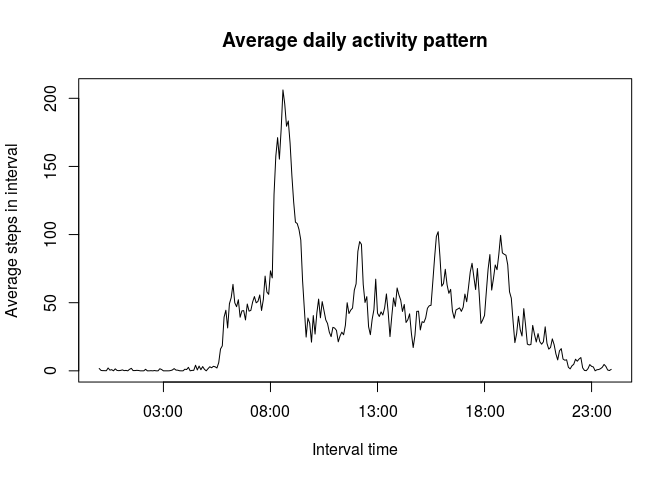 Average daily activity pattern
Average steps in interval
200
150
100
50
0
03:00 08:00 13:00 18:00 23:00
Interval time